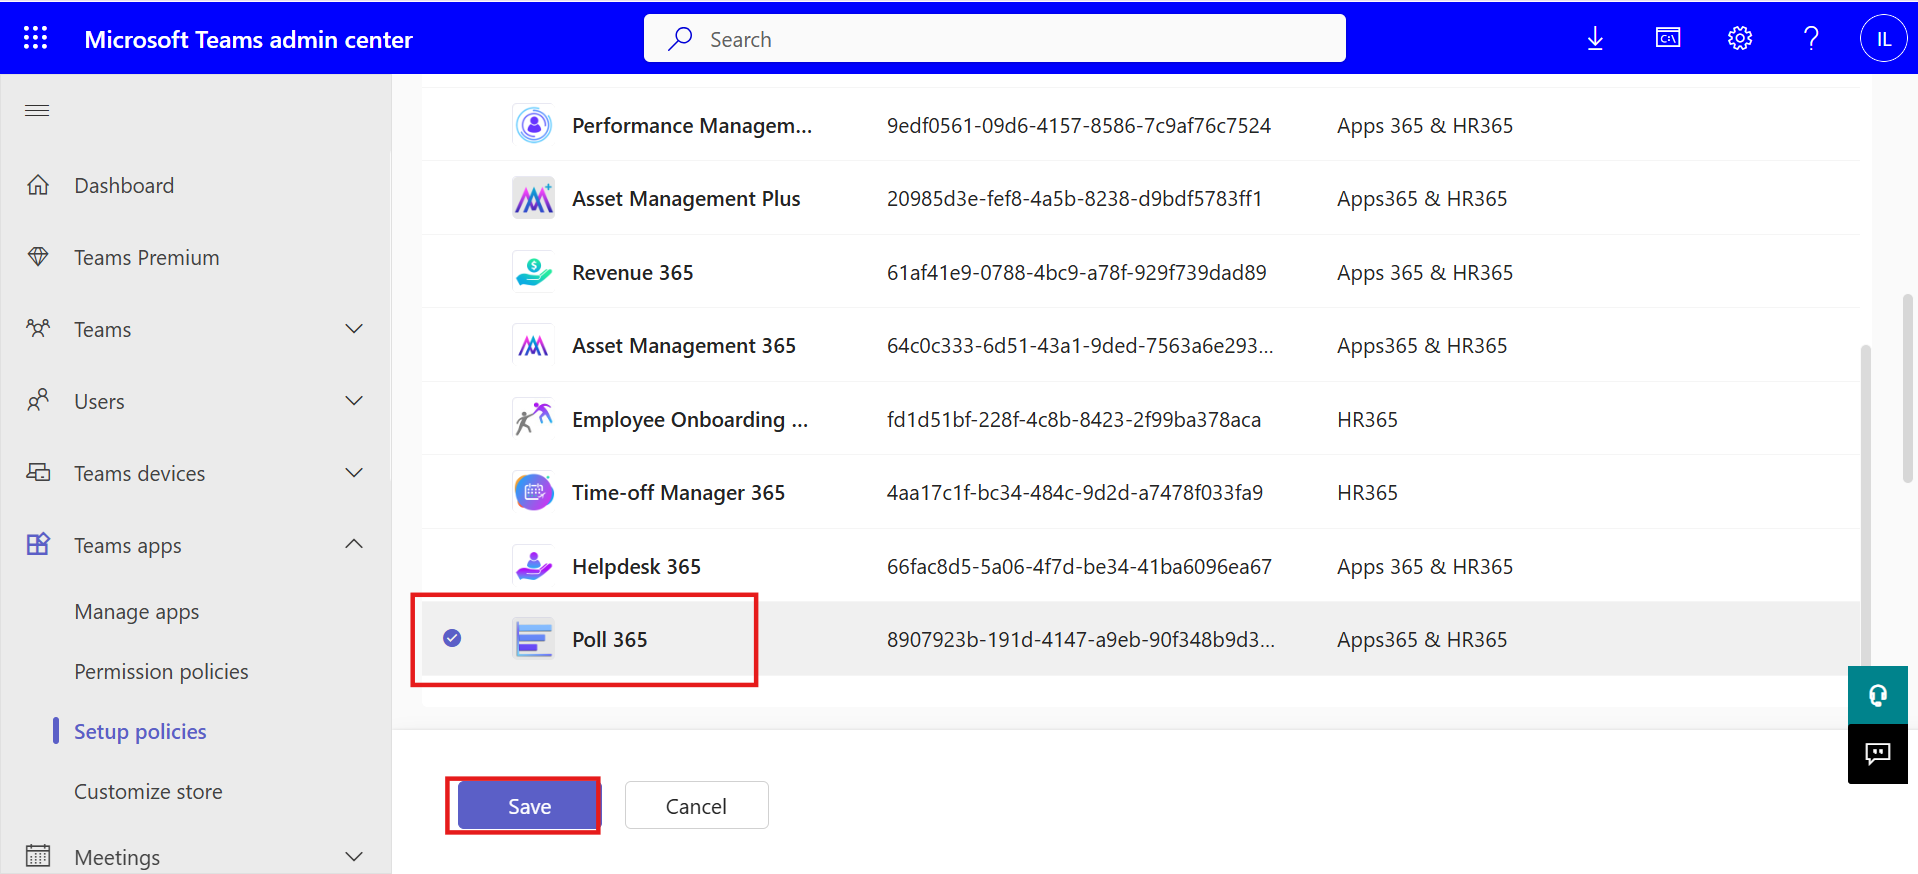 Microsoft Teams admin center
Search
IL
Dashboard
Teams Premium
Teams
Users
Teams devices
Teams apps
Manage apps
Permission policies
Setup policies
Customize store
Meetings
Performance Managem... 9edf0561-09d6-4157-8586-7c9af76c7524 Apps 365 & HR365
Asset Management Plus 20985d3e-fef8-4a5b-8238-d9bdf5783ff1 Apps365 & HR365
Revenue 365 61af41e9-0788-4bc9-a78f-929f739dad89 Apps 365 & HR365
Asset Management 365 64c0c333-6d51-43a1-9ded-7563a6e293... Apps365 & HR365
Employee Onboarding ... fd1d51bf-228f-4c8b-8423-2f99ba378aca HR365
Time-off Manager 365 4aa17c1f-bc34-484c-9d2d-a7478f033fa9 HR365
Helpdesk 365 66fac8d5-5a06-4f7d-be34-41ba6096ea67 Apps 365 & HR365
Poll 365 8907923b-191d-4147-a9eb-90f348b9d3... Apps365 & HR365
Save Cancel